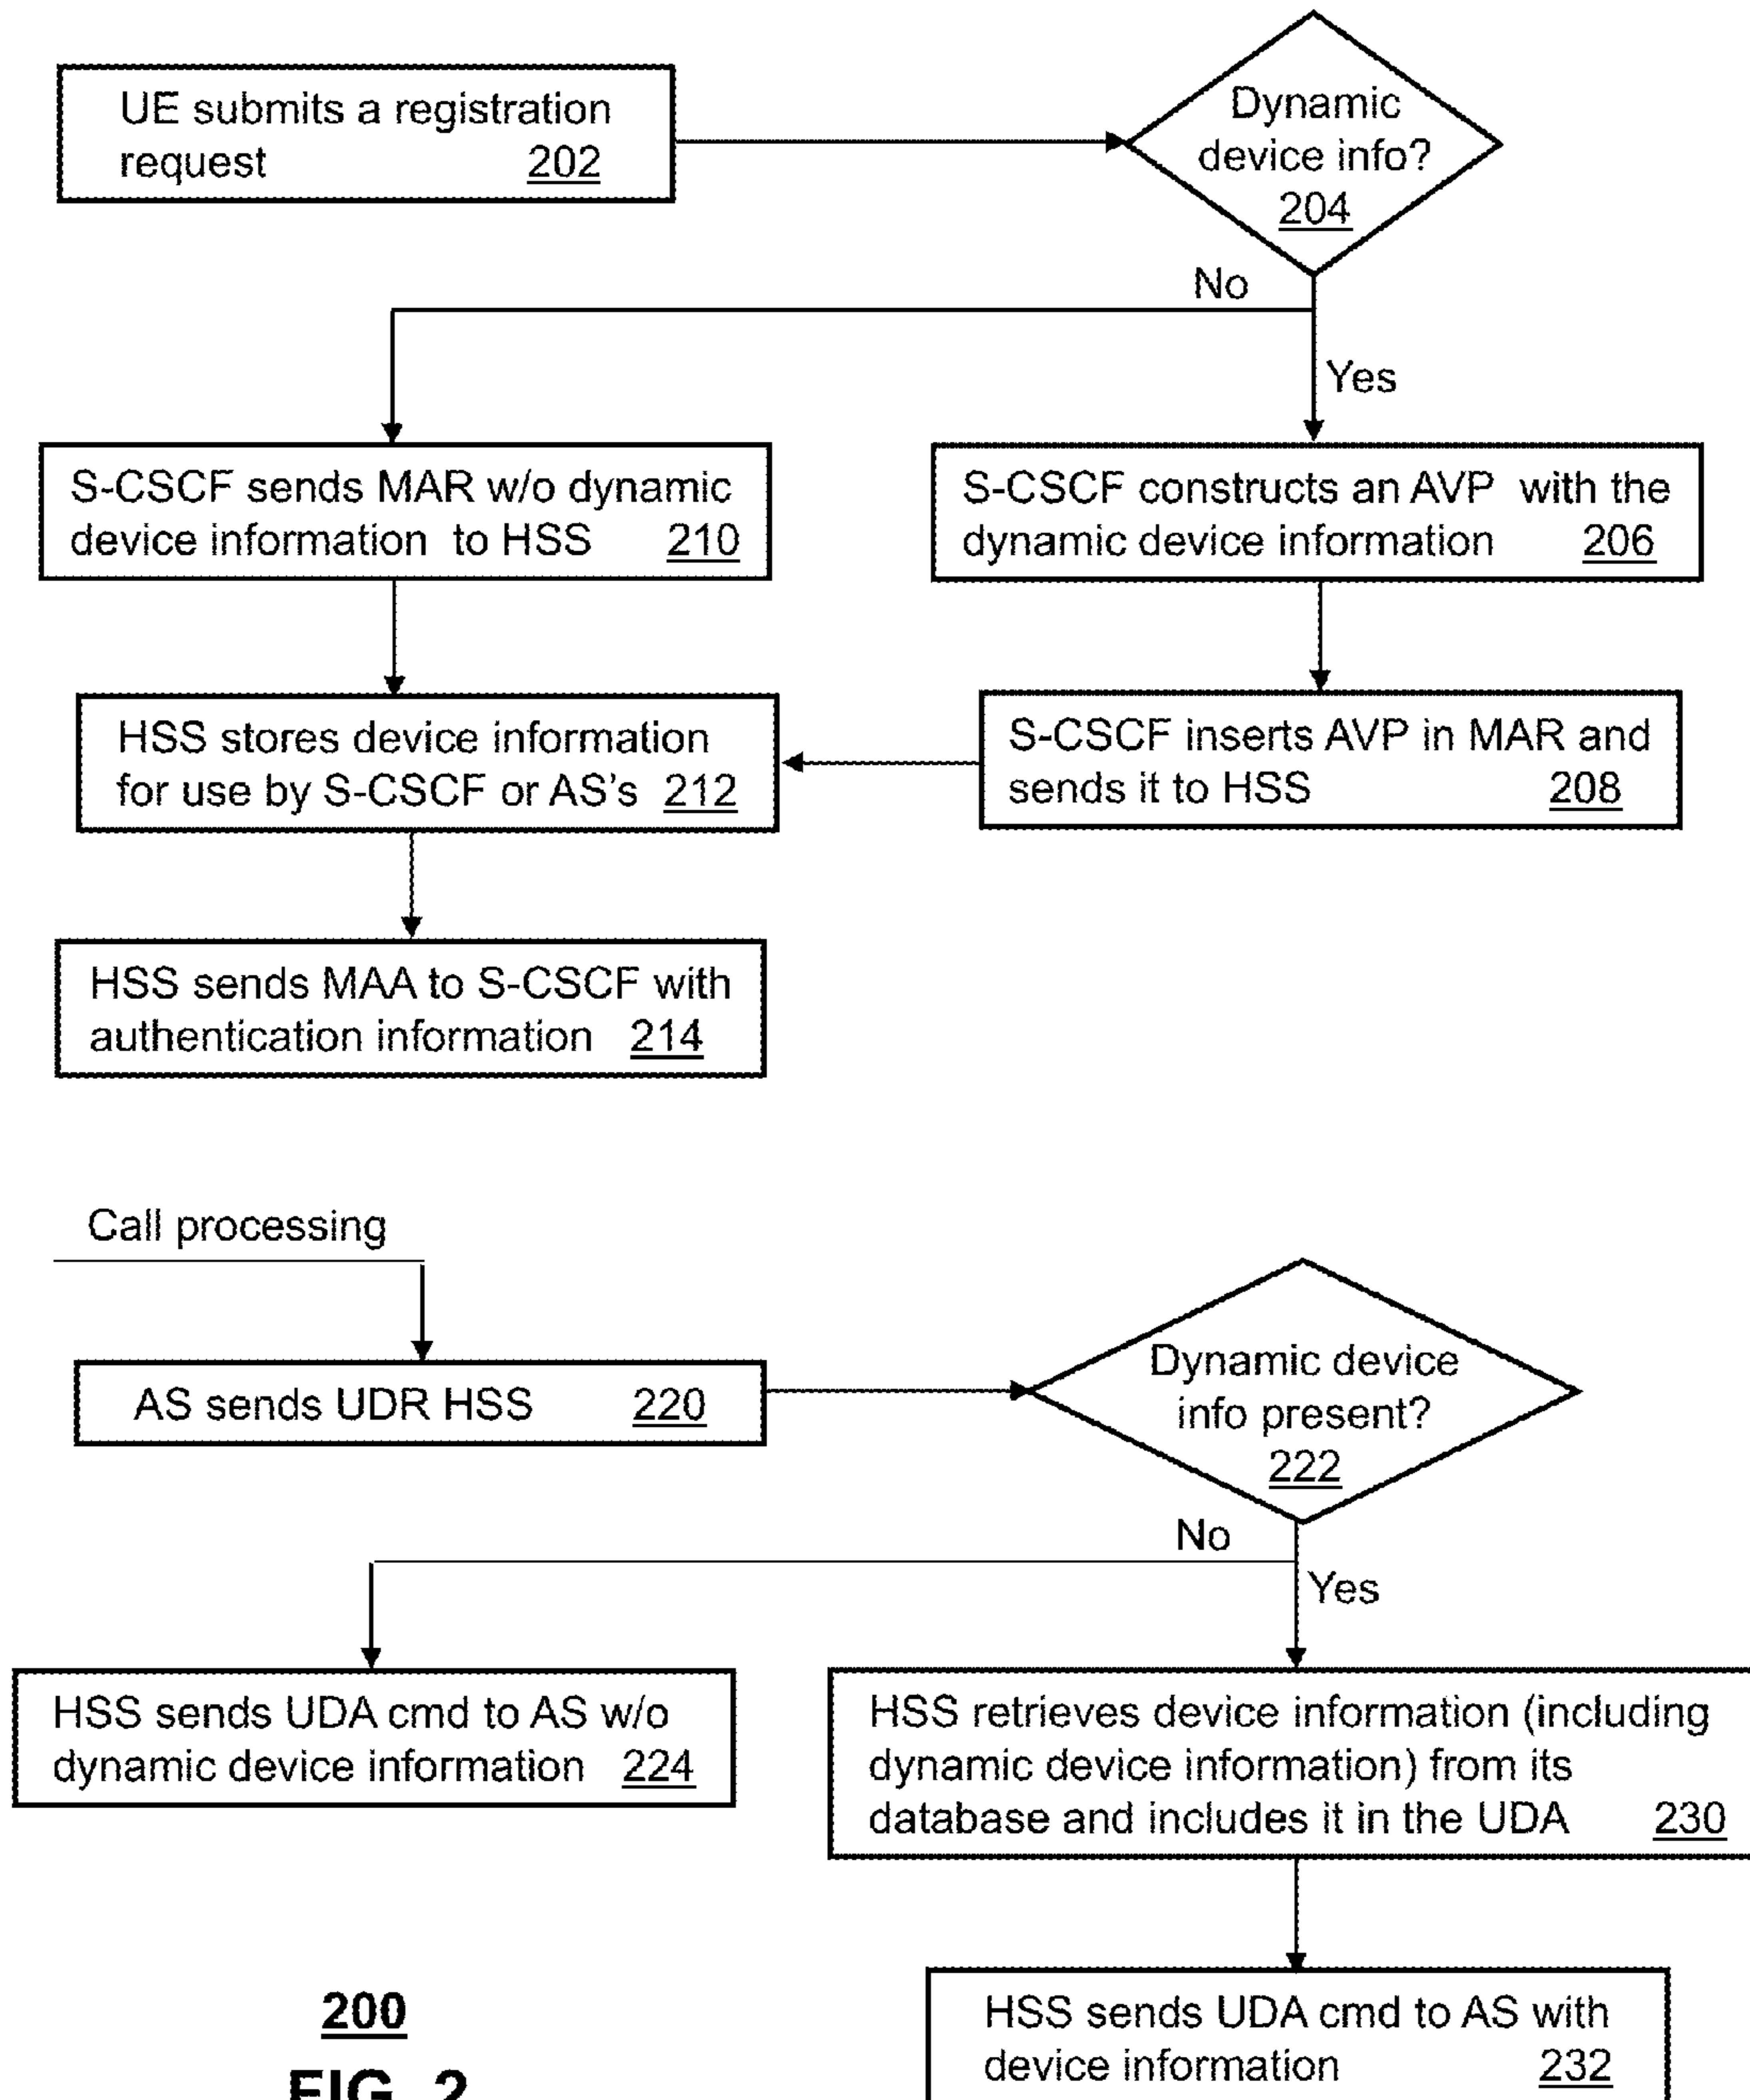 UE submits a registration
request 202
Dynamic
device info?
204
No
Yes
S-CSCF sends MAR w/o dynamic
device information to HSS 210
S-CSCF constructs an AVP with the
dynamic device information 206
HSS stores device information
for use by S-CSCF or AS's 212
S-CSCF inserts AVP in MAR and
sends it to HSS 208
HSS sends MAA to S-CSCF with
authentication information 214
Call processing
AS sends UDR HSS 220
Dynamic device
info present?
222
No
Yes
HSS sends UDA cmd to AS w/o
dynamic device information 224
HSS retrieves device information (including
dynamic device information) from its
database and includes it in the UDA 230
HSS sends UDA cmd to AS with
device information 232
200
FIG. 2